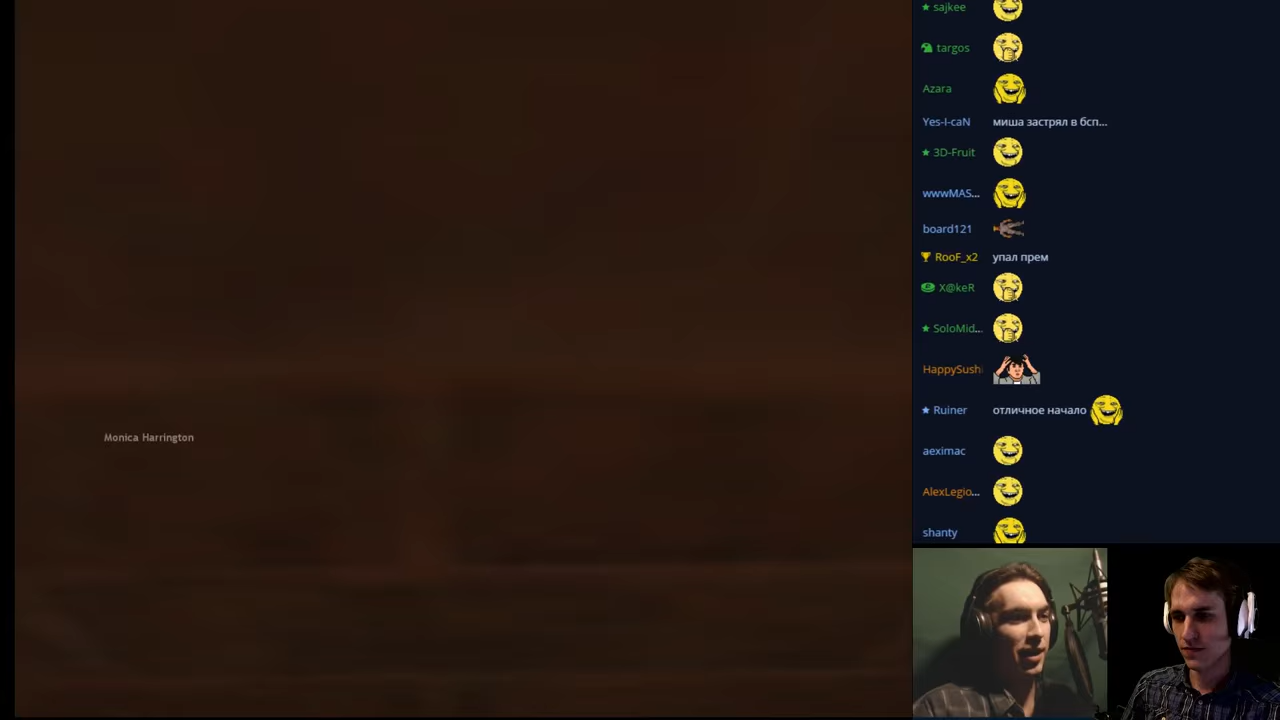 Monica Harrington
sajkee
targos
Azara
Yes-I-caN миша застрял в бсп...
3D-Fruit
wwwMAS...
board121
RooF_x2 упал прем
X@keR
SoloMid...
HappySushi
Ruiner отличное начало
aeximac
AlexLegio...
shanty